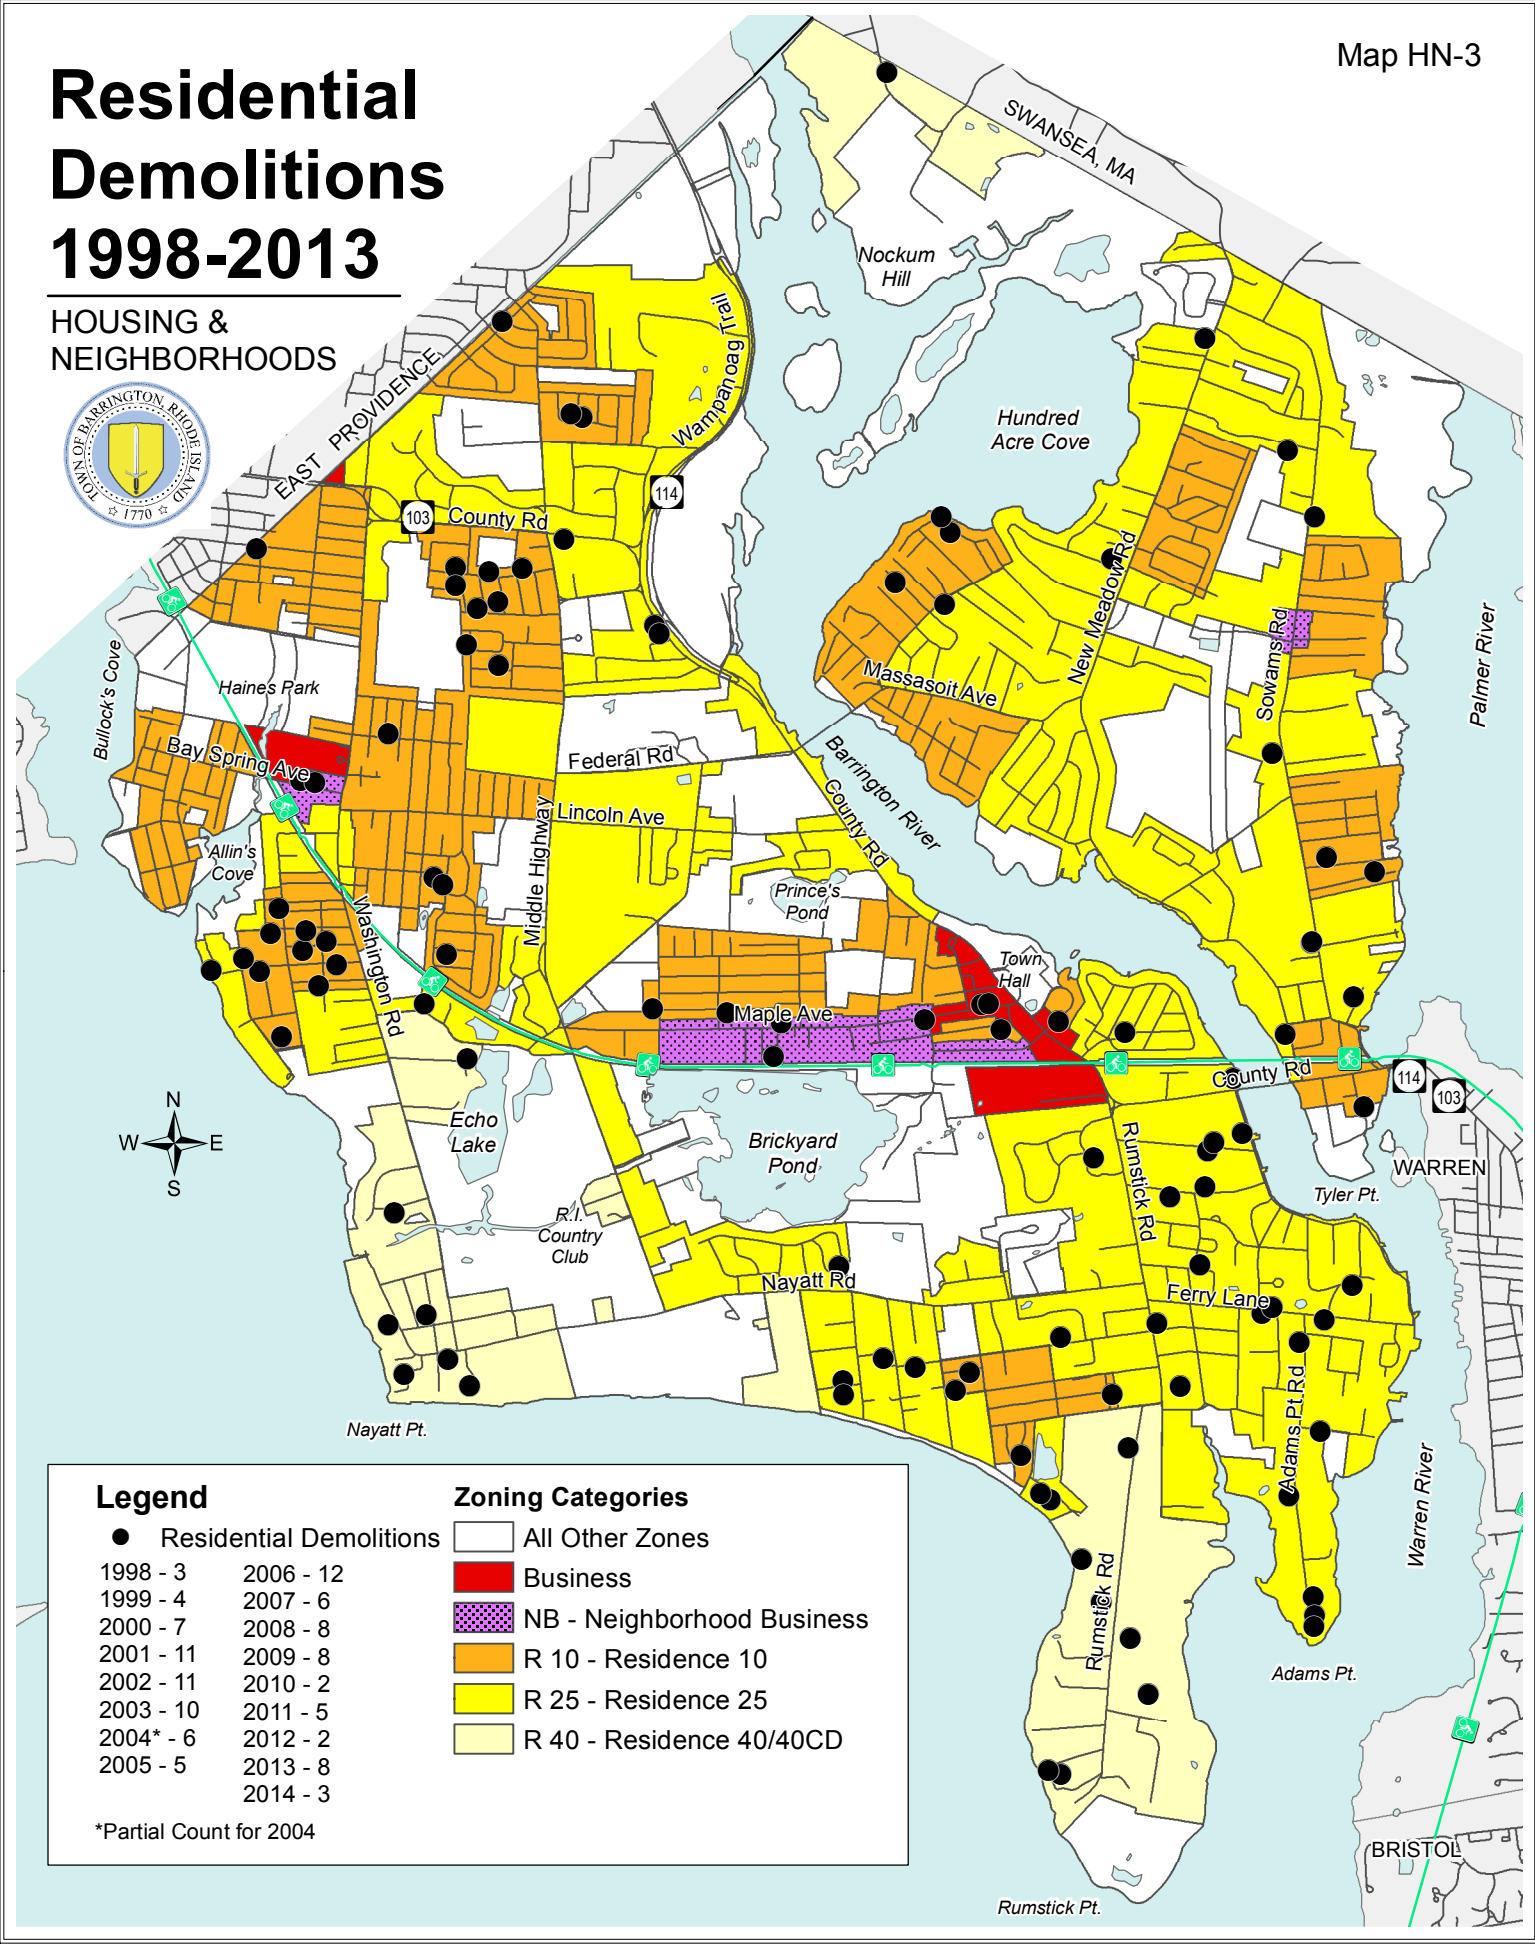 Map HN-3
Residential
Demolitions
1998-2013
HOUSING &
NEIGHBORHOODS
TOWN OF BARRINGTON, RHODE ISLAND
1770
SWANSEA, MA
EAST PROVIDENCE
Nockum
Hill
Wampanoag Trail
Hundred
Acre Cove
114
103
County Rd
New Meadow Rd
Sowams Rd
Palmer River
Massasoit Ave
Bullock's Cove
Haines Park
Bay Spring Ave
Federal Rd
Barrington River
County Rd
Lincoln Ave
Middle Highway
Allin's
Cove
Prince's
Pond
Washington Rd
Town
Hall
Maple Ave
County Rd
114
103
N
W
E
S
Echo
Lake
Brickyard
Pond
Rumstick Rd
WARREN
Tyler Pt.
R.I.
Country
Club
Nayatt Rd
Ferry Lane
Adams Pt Rd
Nayatt Pt.
Warren River
Rumstick Rd
Adams Pt.
BRISTOL
Rumstick Pt.
Legend
Residential Demolitions
1998 - 3
1999 - 4
2000 - 7
2001 - 11
2002 - 11
2003 - 10
2004* - 6
2005 - 5
2006 - 12
2007 - 6
2008 - 8
2009 - 8
2010 - 2
2011 - 5
2012 - 2
2013 - 8
2014 - 3
*Partial Count for 2004
Zoning Categories
All Other Zones
Business
NB - Neighborhood Business
R 10 - Residence 10
R 25 - Residence 25
R 40 - Residence 40/40CD